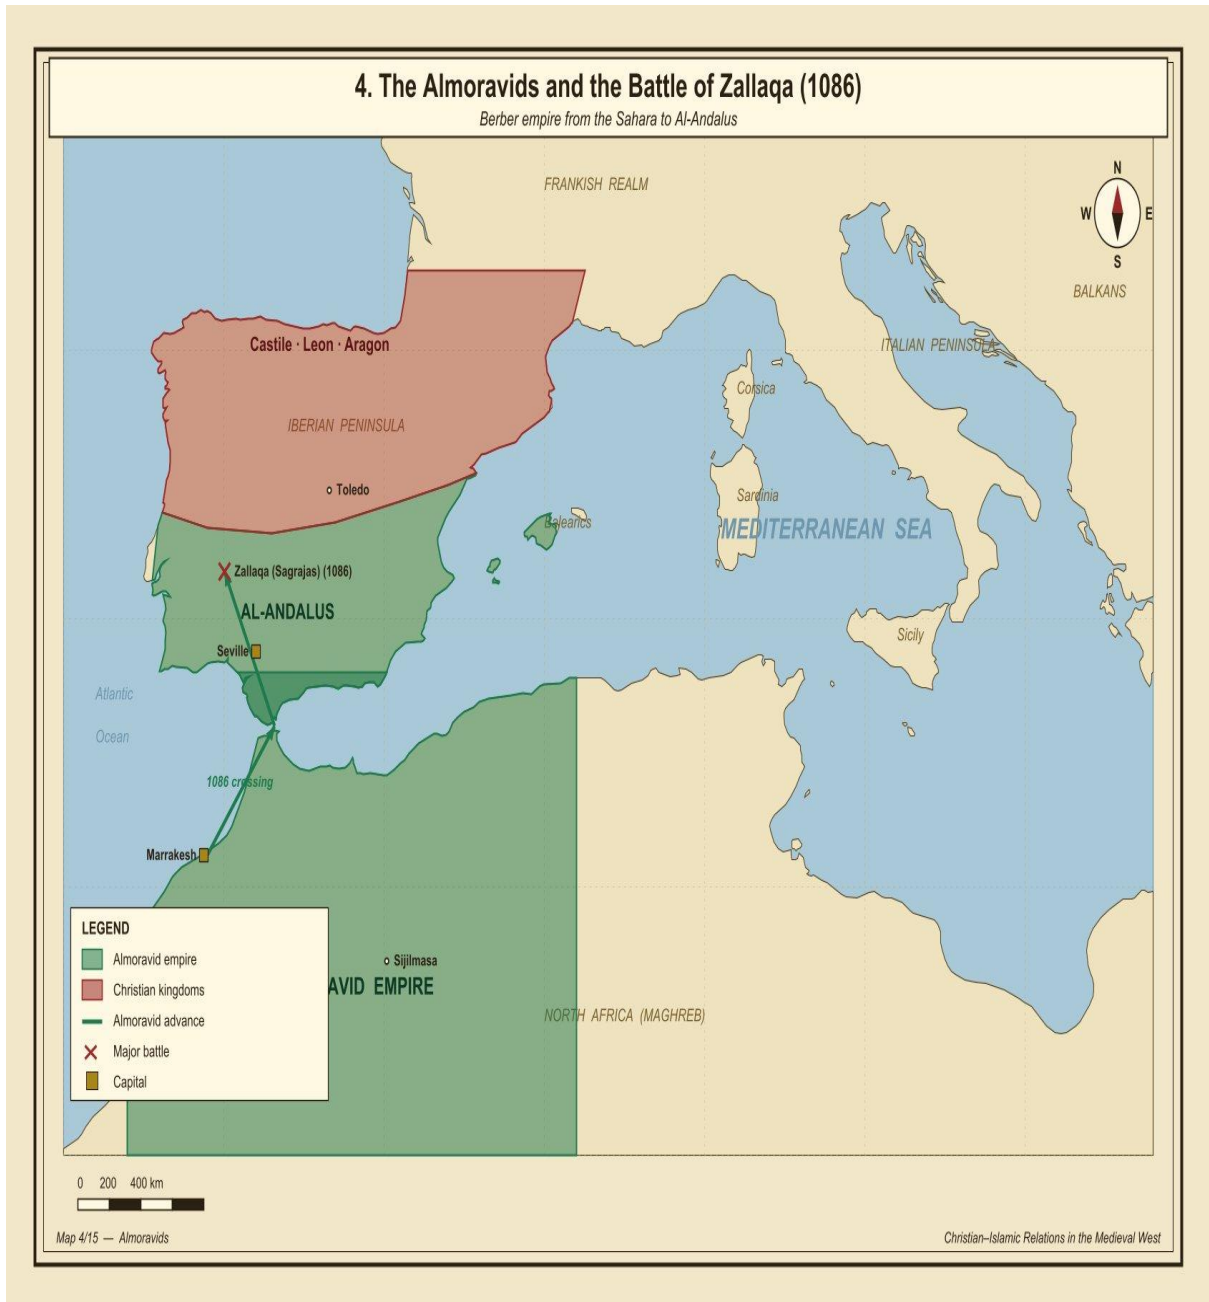 4. The Almoravids and the Battle of Zallaqa (1086)
Berber empire from the Sahara to Al-Andalus
N
W
E
S
FRANKISH REALM
BALKANS
ITALIAN PENINSULA
Castile · Leon · Aragon
IBERIAN PENINSULA
Corsica
Toledo
Sardinia
Balearics
MEDITERRANEAN SEA
Zallaqa (Sagrajas) (1086)
AL-ANDALUS
Sicily
Seville
Atlantic
Ocean
1086 crossing
Marrakesh
LEGEND
Almoravid empire
Christian kingdoms
Almoravid advance
Major battle
Capital
Sijilmasa
AVID EMPIRE
NORTH AFRICA (MAGHREB)
0 200 400 km
Map 4/15 — Almoravids
Christian–Islamic Relations in the Medieval West